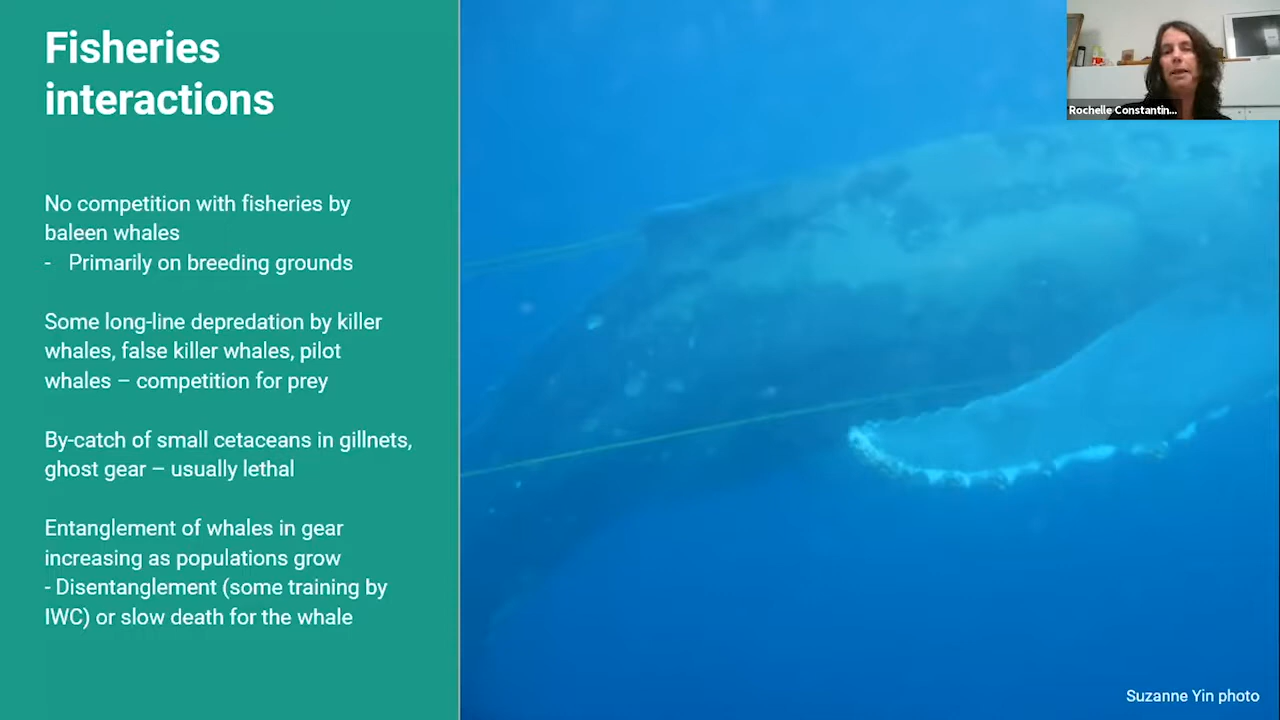 Fisheries
interactions
No competition with fisheries by
baleen whales
- Primarily on breeding grounds
Some long-line depredation by killer
whales, false killer whales, pilot
whales – competition for prey
By-catch of small cetaceans in gillnets,
ghost gear – usually lethal
Entanglement of whales in gear
increasing as populations grow
- Disentanglement (some training by
IWC) or slow death for the whale
Rochelle Constantin...
Suzanne Yin photo